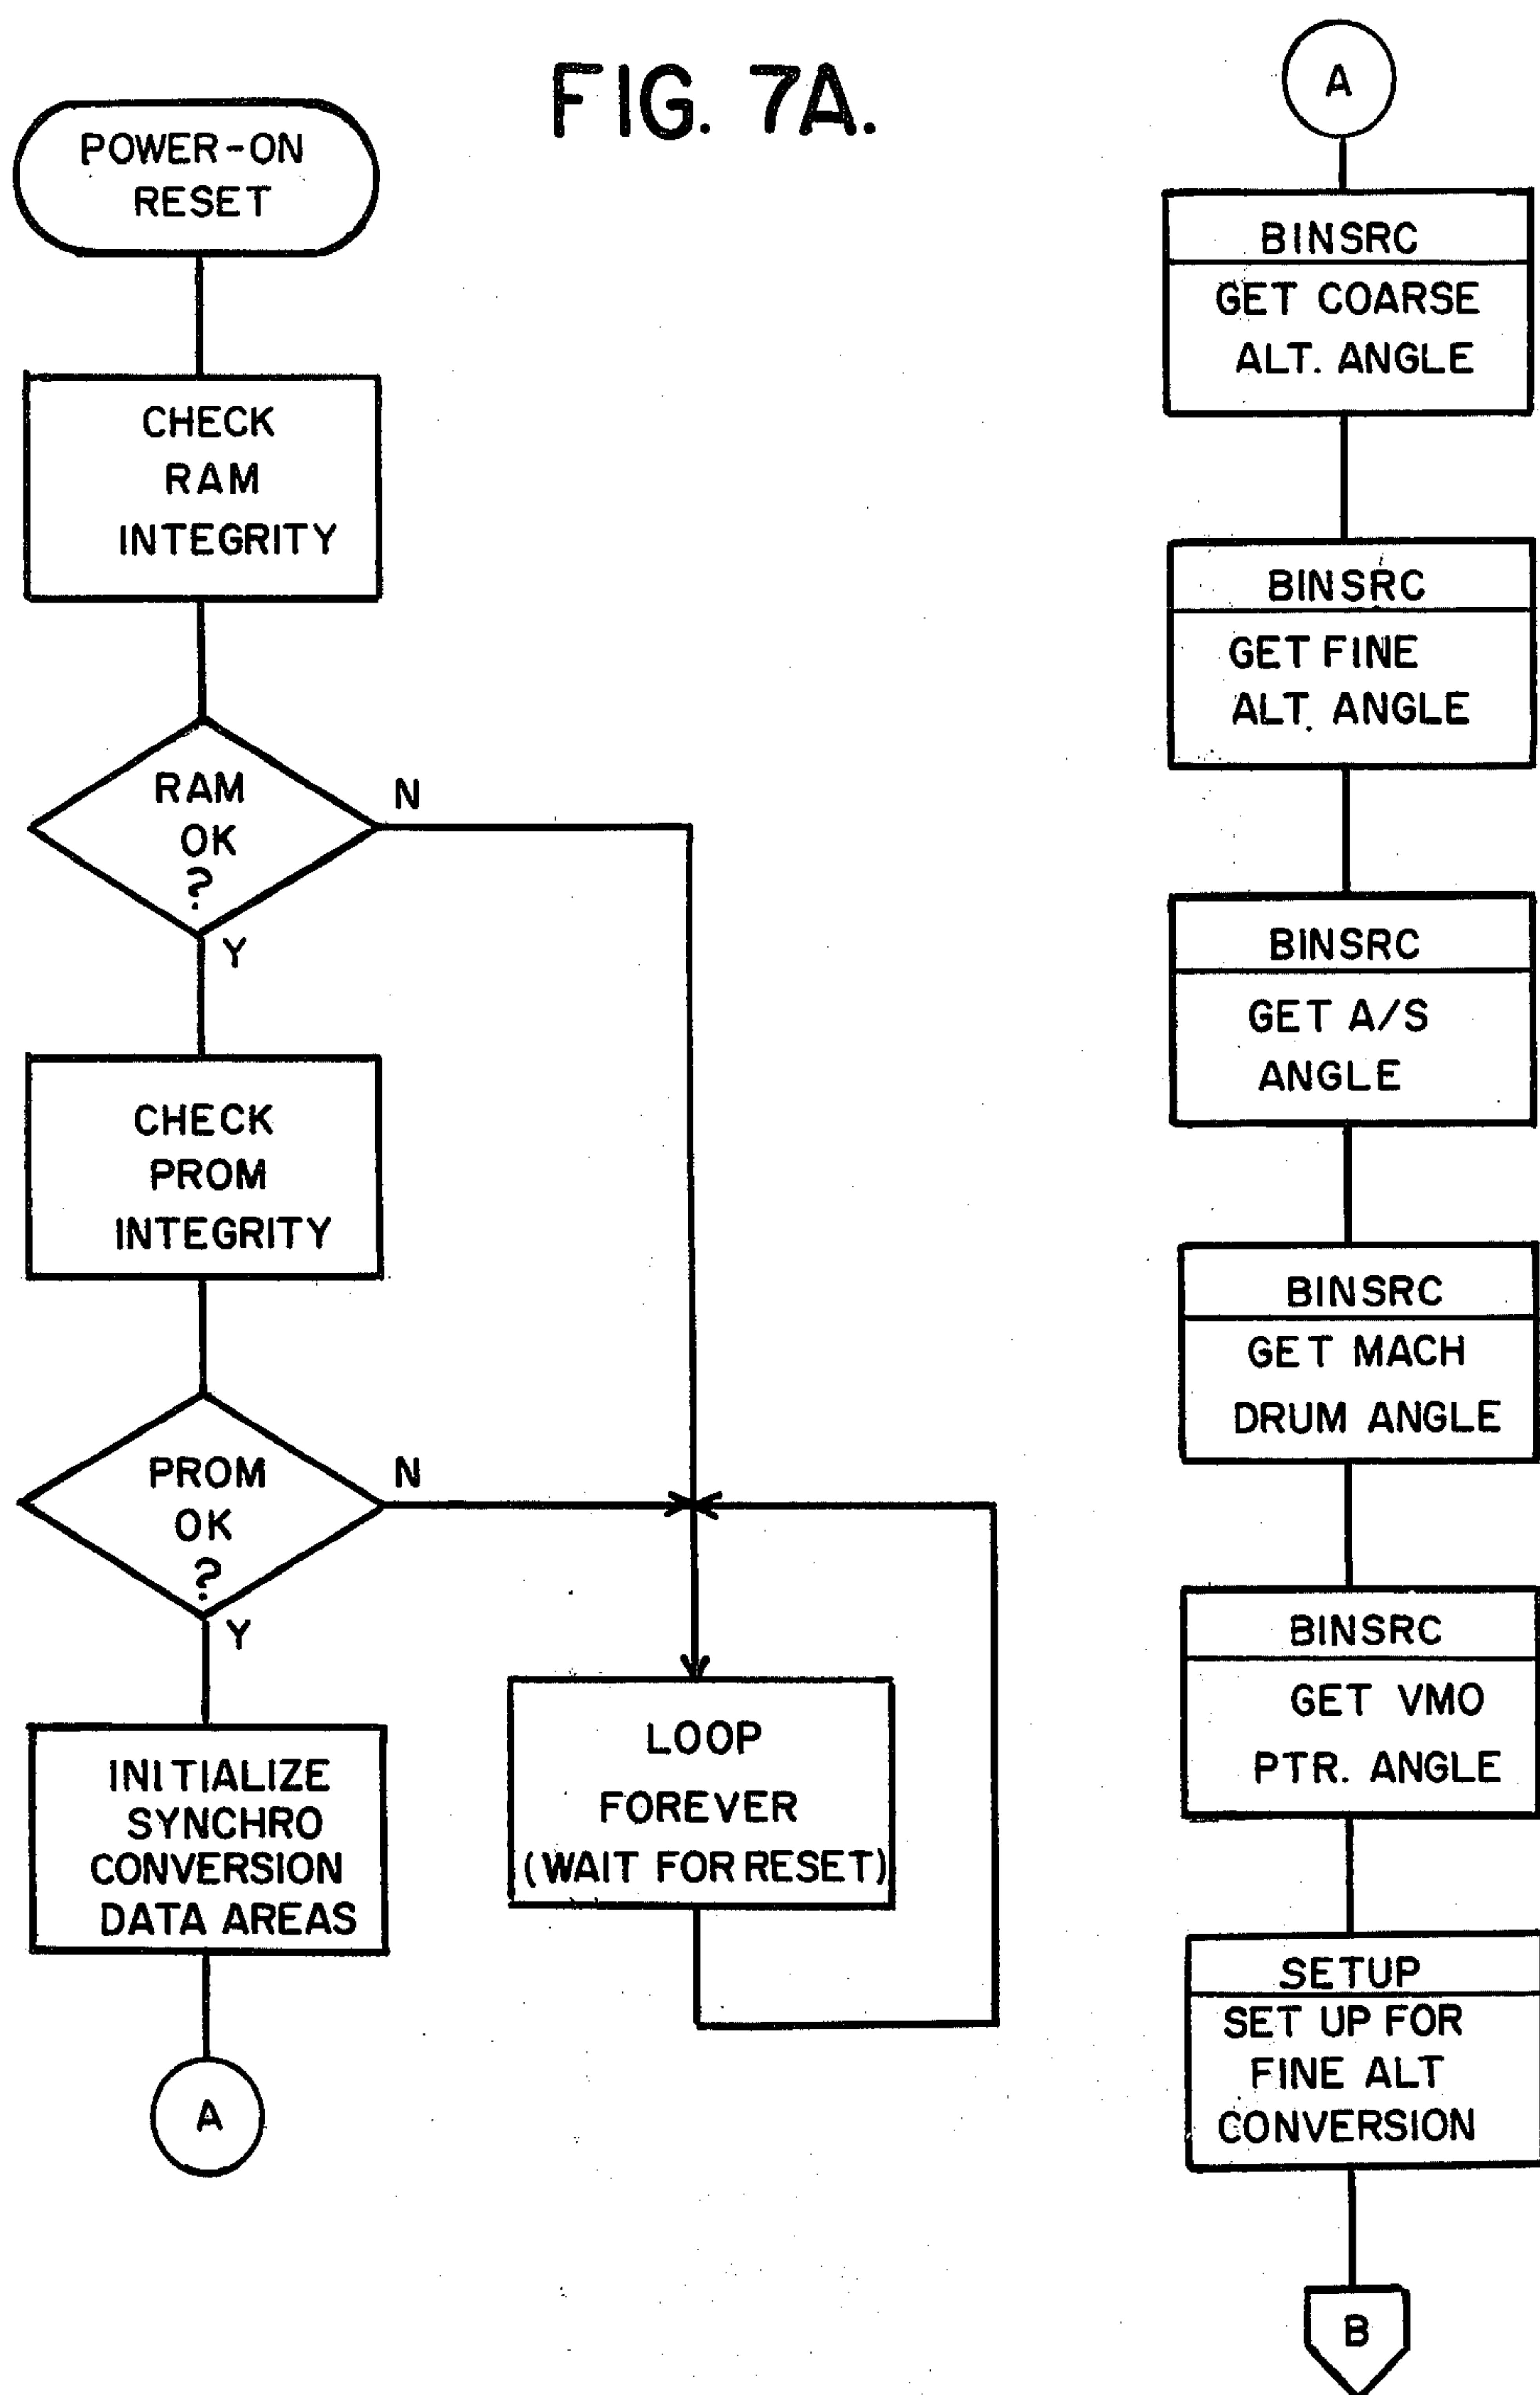 FIG. 7A.
POWER-ON
RESET
CHECK
RAM
INTEGRITY
RAM
OK
?
N
Y
CHECK
PROM
INTEGRITY
PROM
OK
?
N
Y
INITIALIZE
SYNCHRO
CONVERSION
DATA AREAS
A
LOOP
FOREVER
(WAIT FOR RESET)
A
BINSRC
GET COARSE
ALT. ANGLE
BINSRC
GET FINE
ALT. ANGLE
BINSRC
GET A/S
ANGLE
BINSRC
GET MACH
DRUM ANGLE
BINSRC
GET VMO
PTR. ANGLE
SETUP
SET UP FOR
FINE ALT
CONVERSION
B